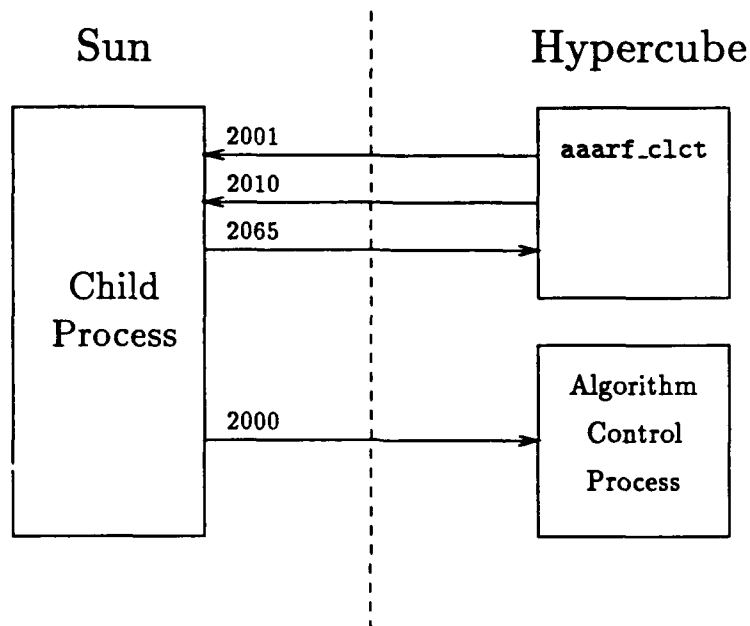 Sun
Hypercube
2001
aaarf_clct
2010
2065
Child
Process
2000
Algorithm
Control
Process